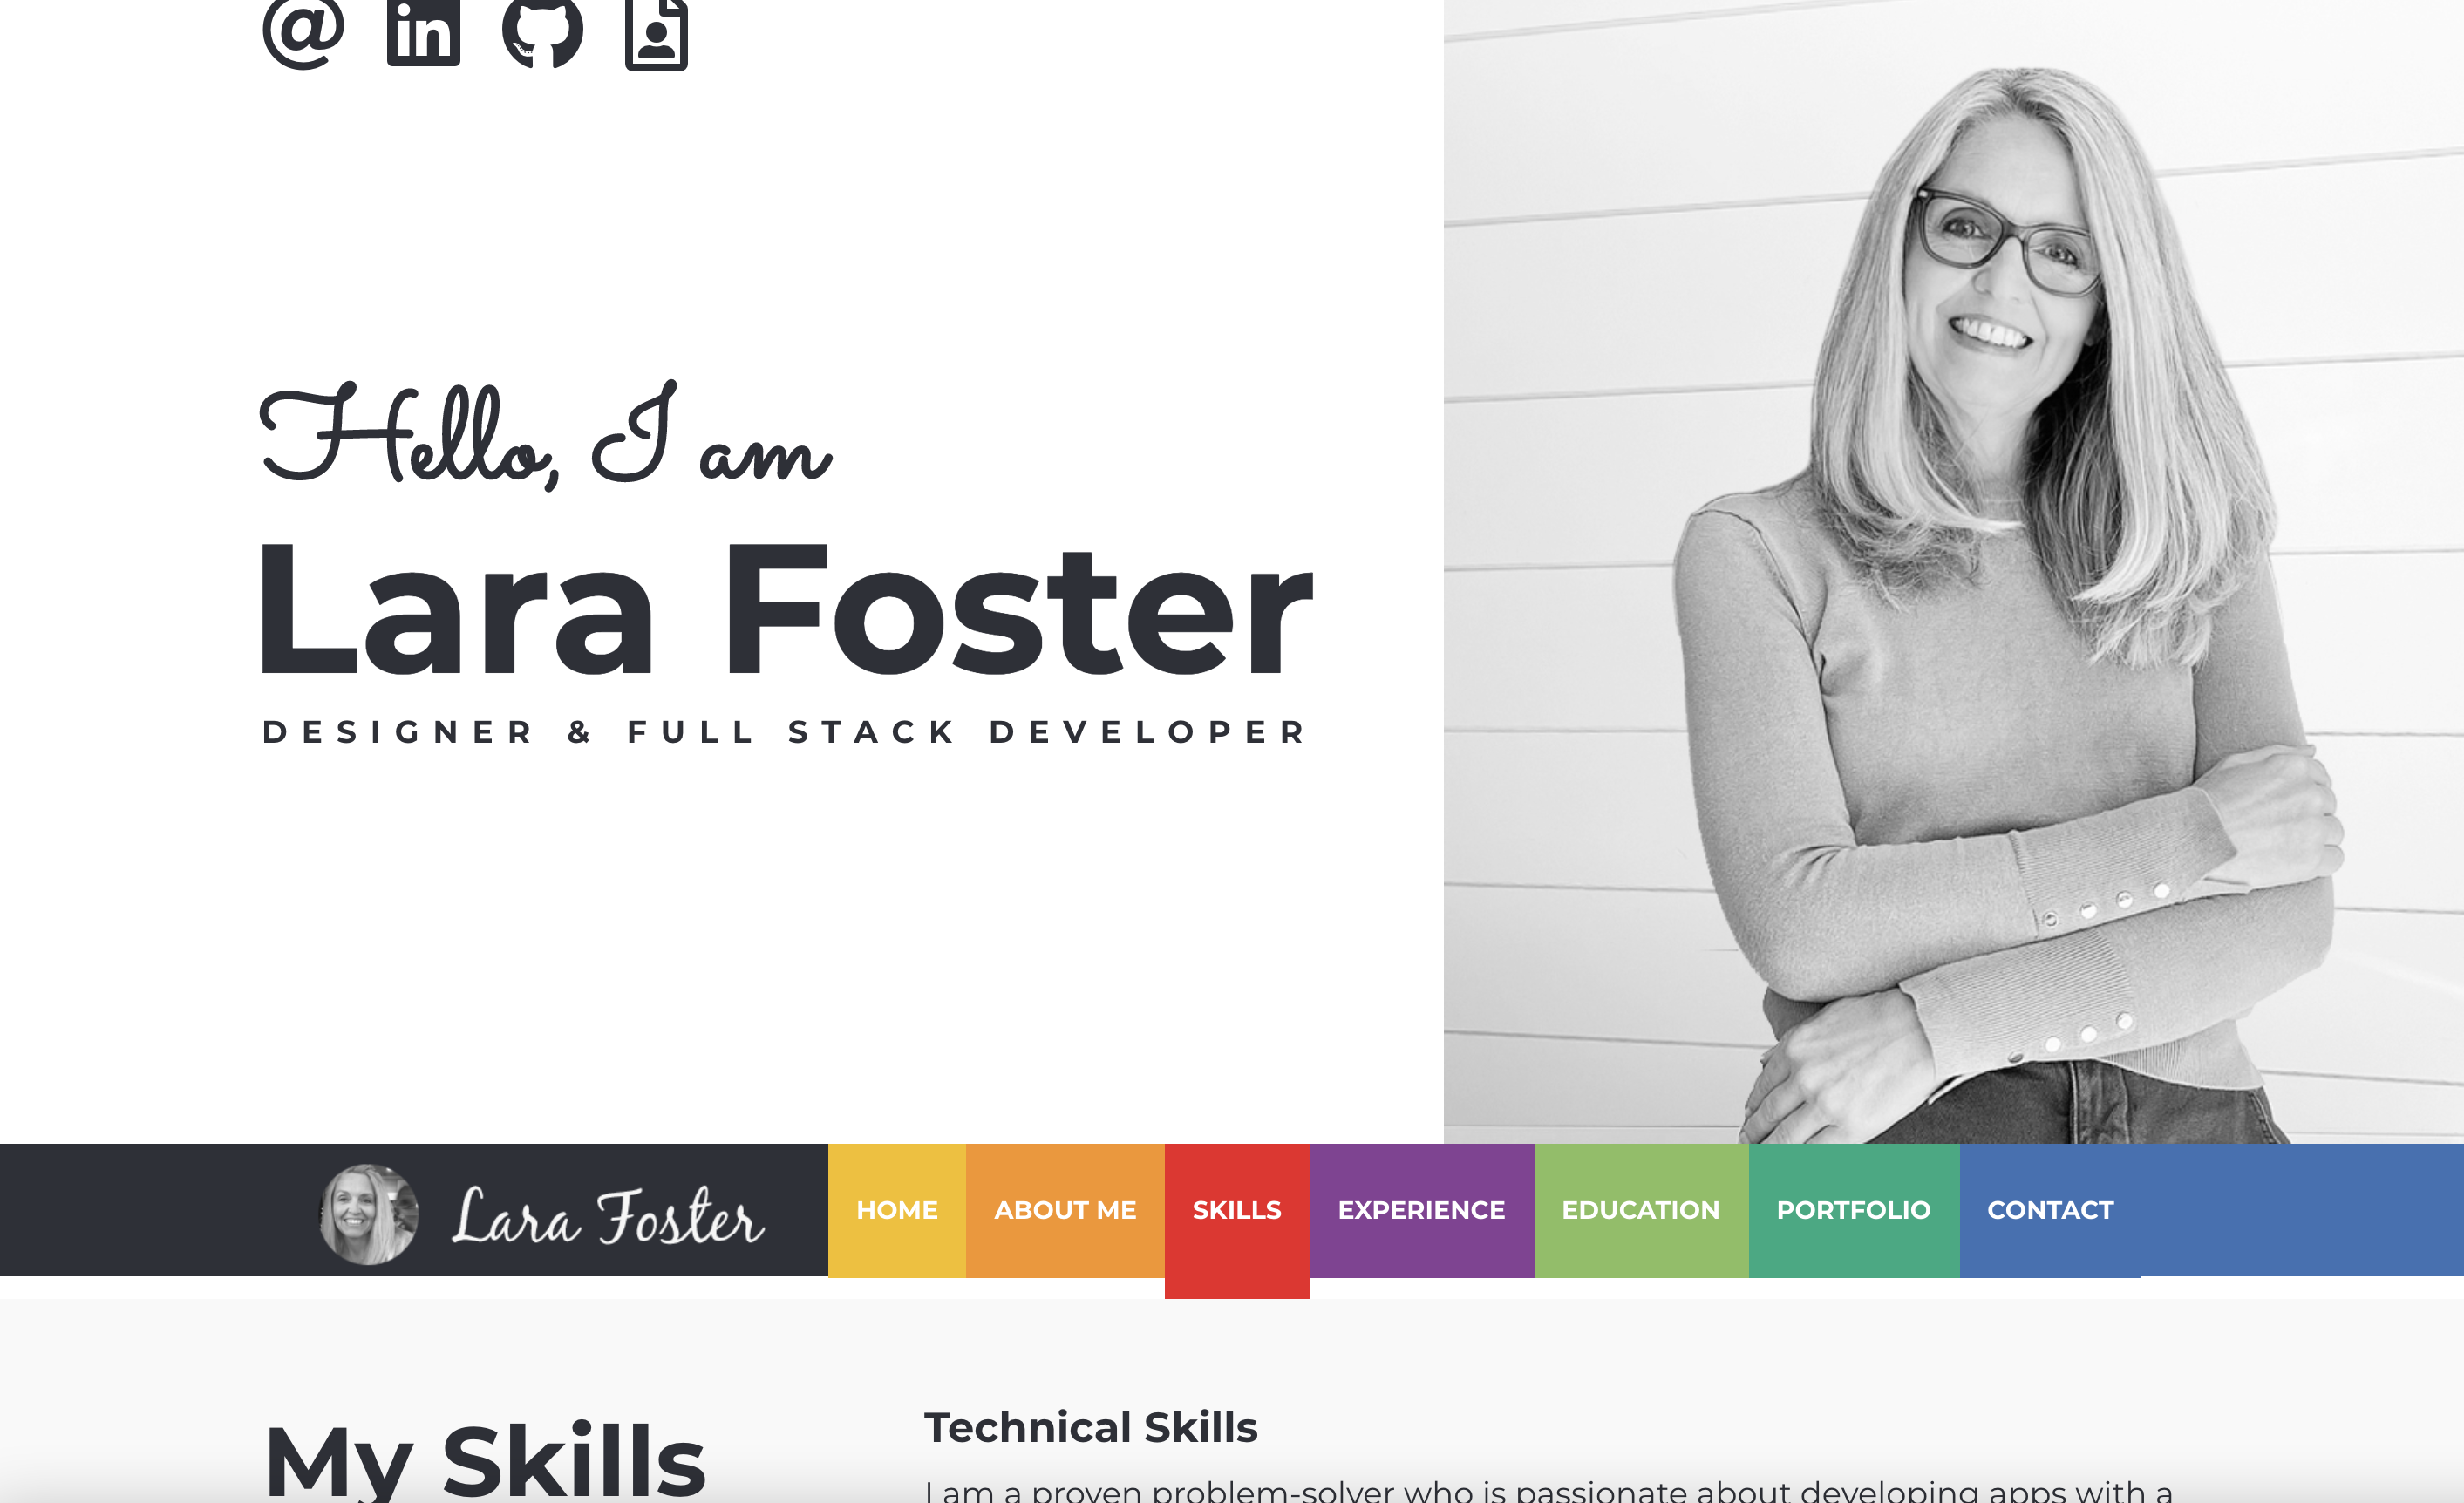 Hello, I am
Lara Foster
DESIGNER & FULL STACK DEVELOPER
Lara Foster
HOME ABOUT ME SKILLS EXPERIENCE EDUCATION PORTFOLIO CONTACT
My Skills
Technical Skills
I am a proven problem-solver who is passionate about developing apps with a